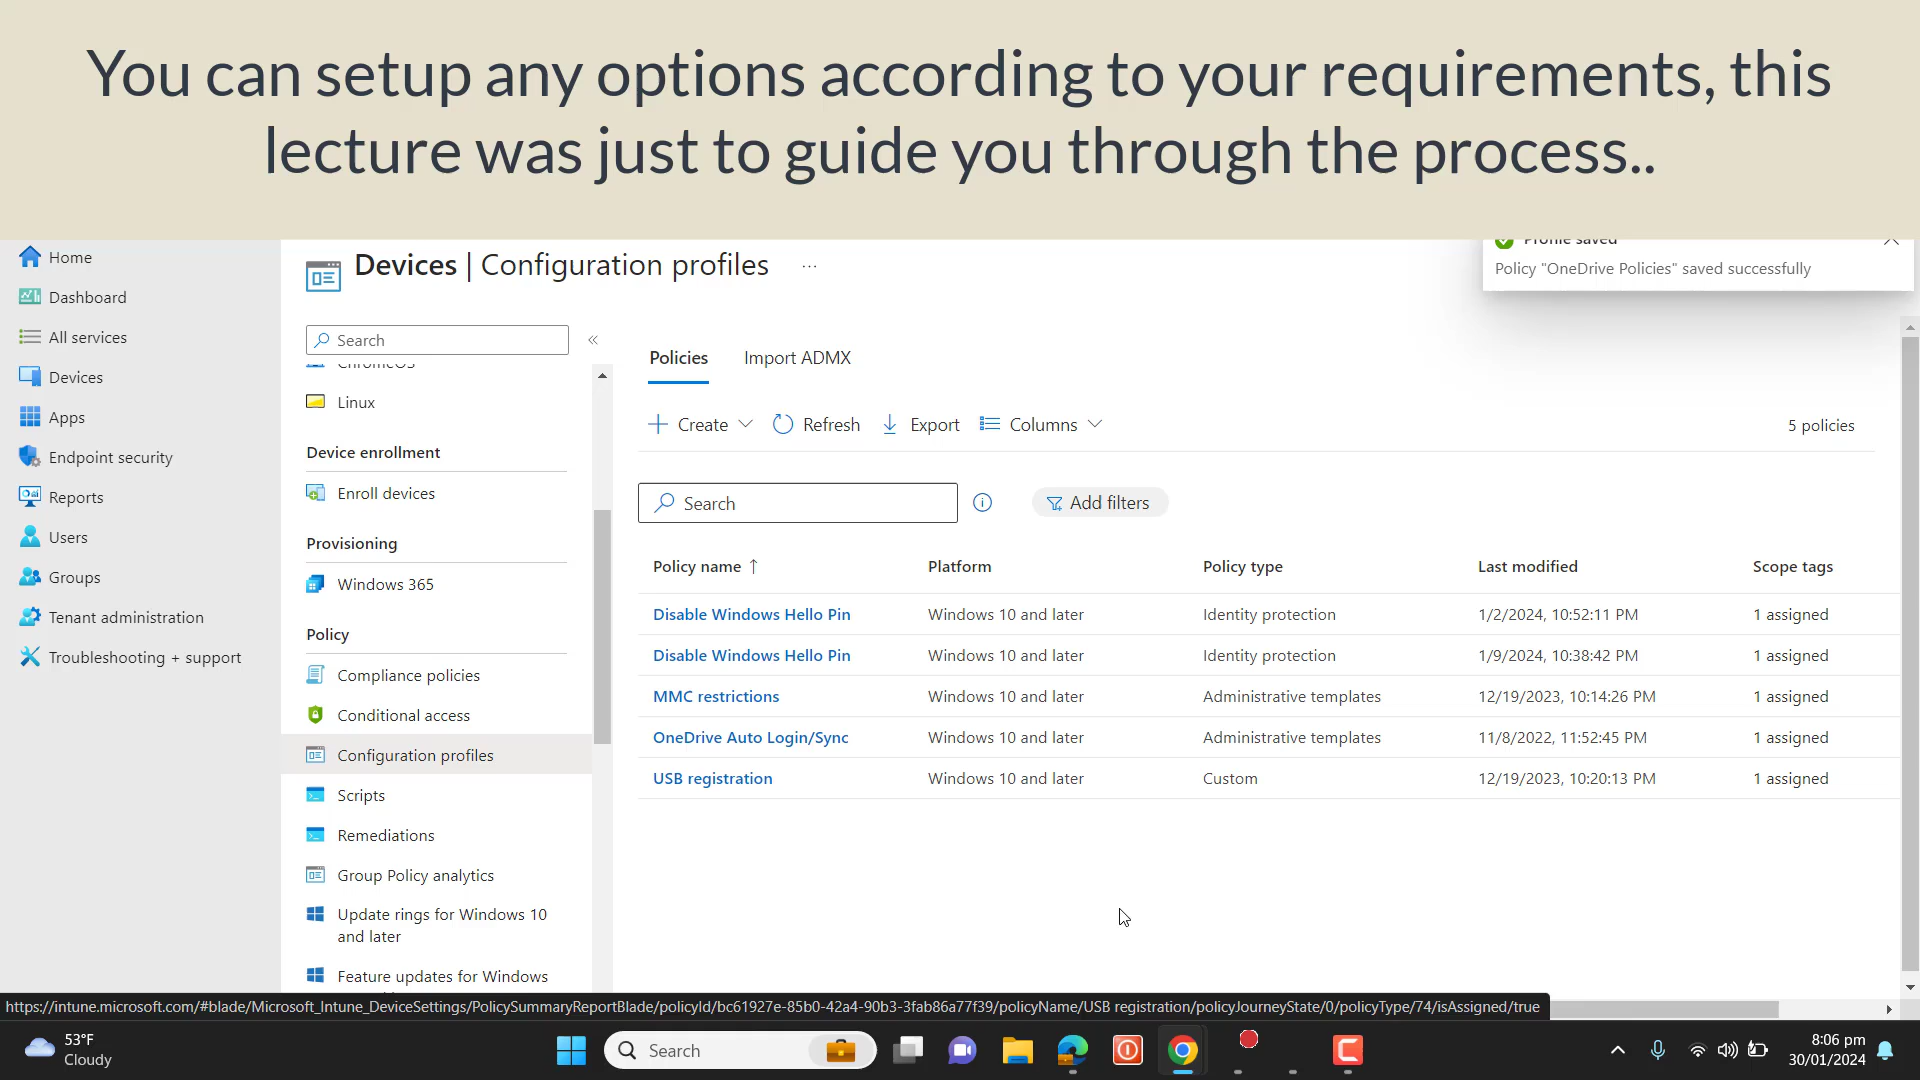 You can setup any options according to your requirements, this
lecture was just to guide you through the process..
Home
Dashboard
All services
Devices
Apps
Endpoint security
Reports
Users
Groups
Tenant administration
Troubleshooting + support
Devices | Configuration profiles ...
Profile saved
Policy "OneDrive Policies" saved successfully
Search
«
ChromeOS
Linux
Device enrollment
Enroll devices
Provisioning
Windows 365
Policy
Compliance policies
Conditional access
Configuration profiles
Scripts
Remediations
Group Policy analytics
Update rings for Windows 10
and later
Feature updates for Windows
Policies Import ADMX
Create Refresh Export Columns 5 policies
Search Add filters
Policy name ↑ Platform Policy type Last modified Scope tags
Disable Windows Hello Pin Windows 10 and later Identity protection 1/2/2024, 10:52:11 PM 1 assigned
Disable Windows Hello Pin Windows 10 and later Identity protection 1/9/2024, 10:38:42 PM 1 assigned
MMC restrictions Windows 10 and later Administrative templates 12/19/2023, 10:14:26 PM 1 assigned
OneDrive Auto Login/Sync Windows 10 and later Administrative templates 11/8/2022, 11:52:45 PM 1 assigned
USB registration Windows 10 and later Custom 12/19/2023, 10:20:13 PM 1 assigned
https://intune.microsoft.com/#blade/Microsoft_Intune_DeviceSettings/PolicySummaryReportBlade/policyId/bc61927e-85b0-42a4-90b3-3fab86a77f39/policyName/USB registration/policyJourneyState/0/policyType/74/isAssigned/true
53°F
Cloudy
Search
8:06 pm
30/01/2024